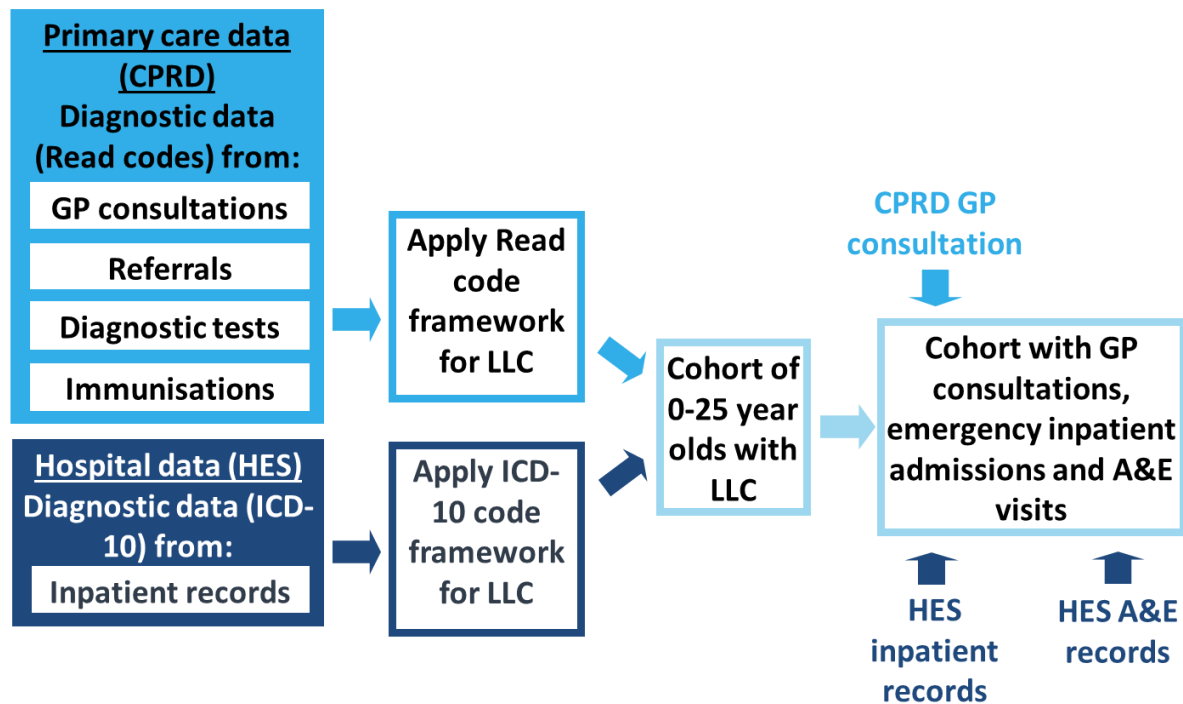 Primary care data
(CPRD)
Diagnostic data
(Read codes) from:
GP consultations
Referrals
Diagnostic tests
Immunisations
Hospital data (HES)
Diagnostic data (ICD-
10) from:
Inpatient records
Apply Read
code
framework
for LLC
Apply ICD-
10 code
framework
for LLC
Cohort of
0-25 year
olds with
LLC
CPRD GP
consultation
Cohort with GP
consultations,
emergency inpatient
admissions and A&E
visits
HES
inpatient
records
HES A&E
records